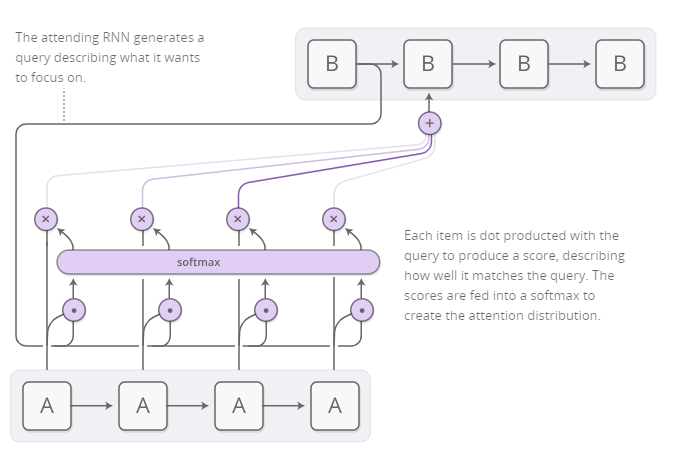 The attending RNN generates a
query describing what it wants
to focus on.
B B B B
+
× × × ×
softmax
Each item is dot producted with the
query to produce a score, describing
how well it matches the query. The
scores are fed into a softmax to
create the attention distribution.
A A A A